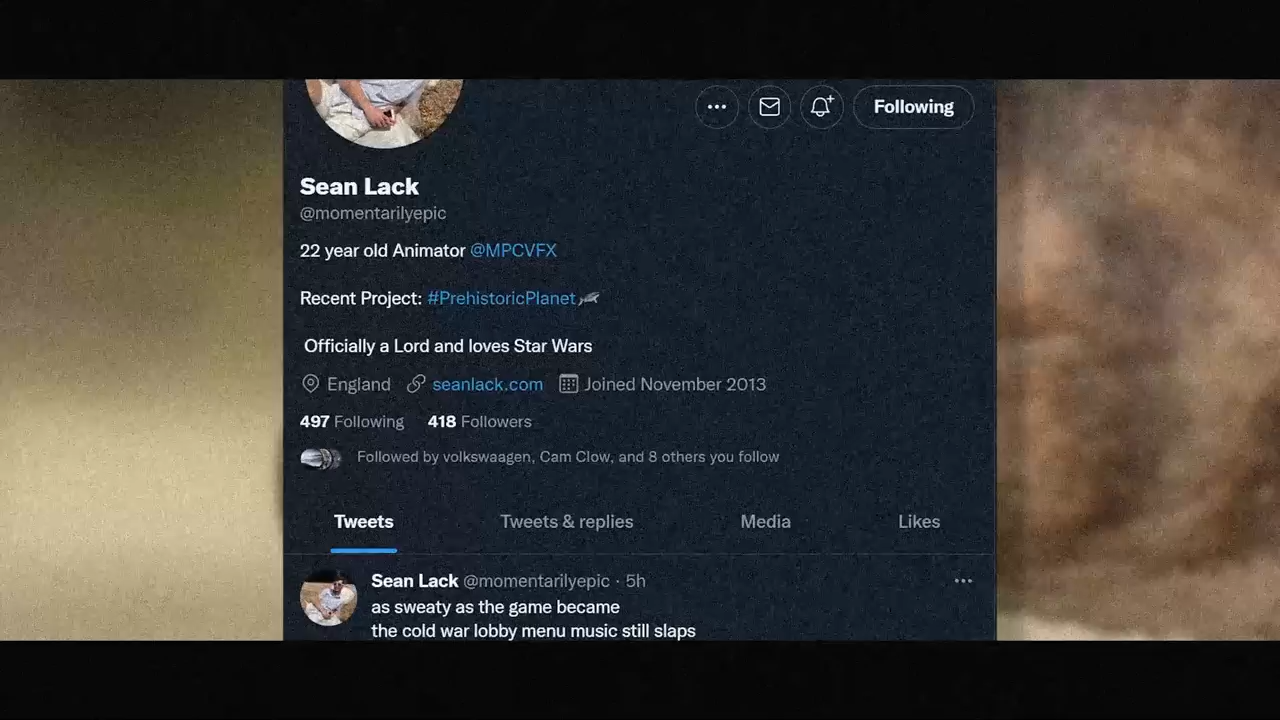 Following
Sean Lack
@momentarilyepic
22 year old Animator @MPCVFX
Recent Project: #PrehistoricPlanet
Officially a Lord and loves Star Wars
England seanlack.com Joined November 2013
497 Following 418 Followers
Followed by volkswaagen, Cam Clow, and 8 others you follow
Tweets Tweets & replies Media Likes
Sean Lack @momentarilyepic · 5h
as sweaty as the game became
the cold war lobby menu music still slaps